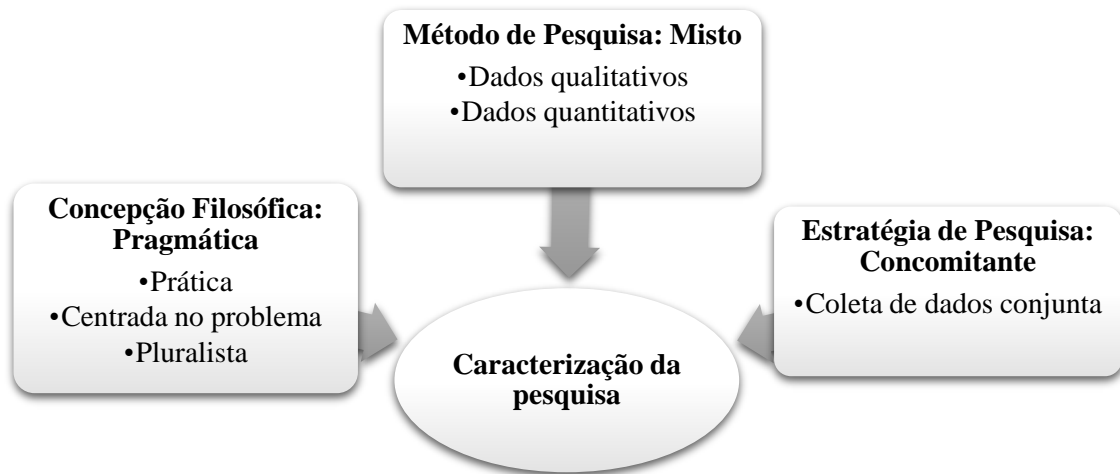 Método de Pesquisa: Misto
•Dados qualitativos
•Dados quantitativos
Concepção Filosófica:
Pragmática
•Prática
•Centrada no problema
•Pluralista
Estratégia de Pesquisa:
Concomitante
•Coleta de dados conjunta
Caracterização da
pesquisa